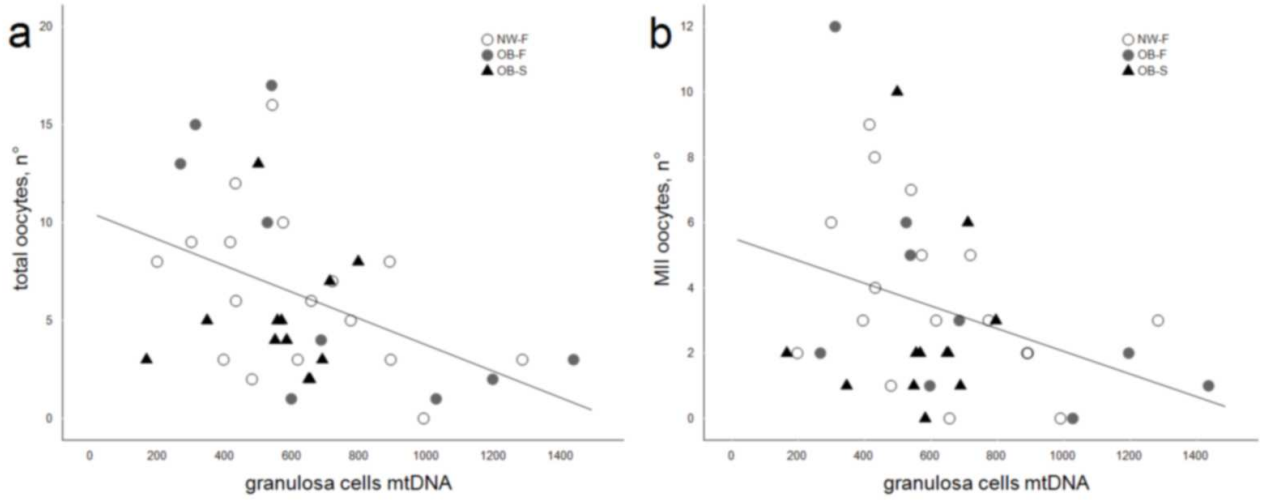 a
20
15
10
5
0
total oocytes, n°
NW-F
OB-F
OB-S
0 200 400 600 800 1000 1200 1400
granulosa cells mtDNA
b
12
10
8
6
4
2
0
MII oocytes, n°
NW-F
OB-F
OB-S
0 200 400 600 800 1000 1200 1400
granulosa cells mtDNA